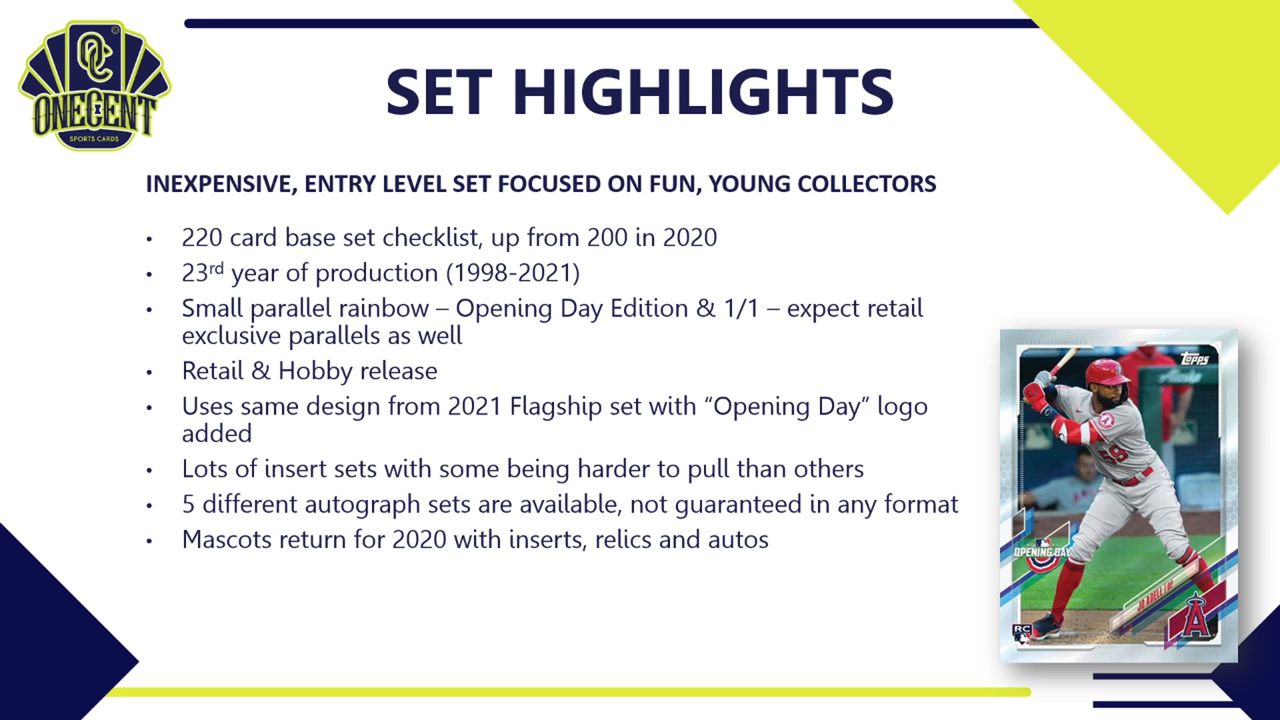 OC
ONECENT
SPORTS CARDS
SET HIGHLIGHTS
INEXPENSIVE, ENTRY LEVEL SET FOCUSED ON FUN, YOUNG COLLECTORS
• 220 card base set checklist, up from 200 in 2020
• 23rd year of production (1998-2021)
• Small parallel rainbow – Opening Day Edition & 1/1 – expect retail
exclusive parallels as well
• Retail & Hobby release
• Uses same design from 2021 Flagship set with “Opening Day” logo
added
• Lots of insert sets with some being harder to pull than others
• 5 different autograph sets are available, not guaranteed in any format
• Mascots return for 2020 with inserts, relics and autos
TOPPS
OPENING DAY
JO ADELL
A
RC